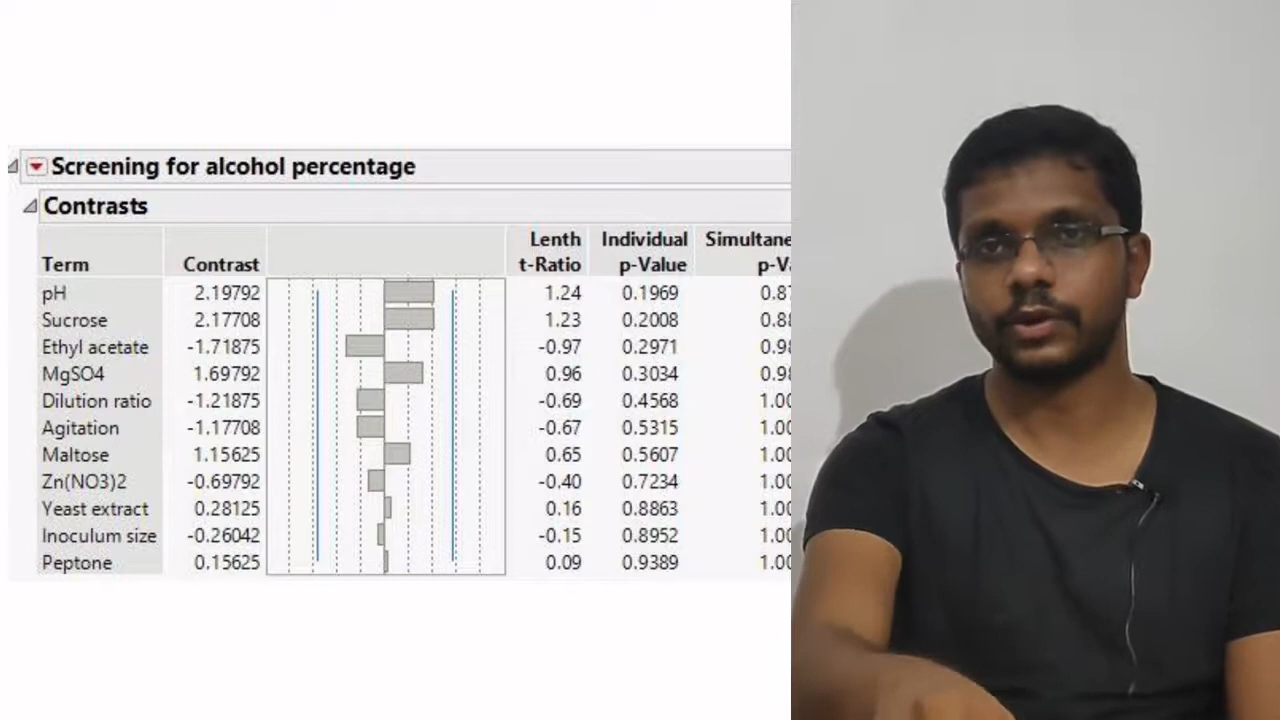 Screening for alcohol percentage
Contrasts
Term Contrast Lenth t-Ratio Individual p-Value
pH 2.19792 1.24 0.1969
Sucrose 2.17708 1.23 0.2008
Ethyl acetate -1.71875 -0.97 0.2971
MgSO4 1.69792 0.96 0.3034
Dilution ratio -1.21875 -0.69 0.4568
Agitation -1.17708 -0.67 0.5315
Maltose 1.15625 0.65 0.5607
Zn(NO3)2 -0.69792 -0.40 0.7234
Yeast extract 0.28125 0.16 0.8863
Inoculum size -0.26042 -0.15 0.8952
Peptone 0.15625 0.09 0.9389